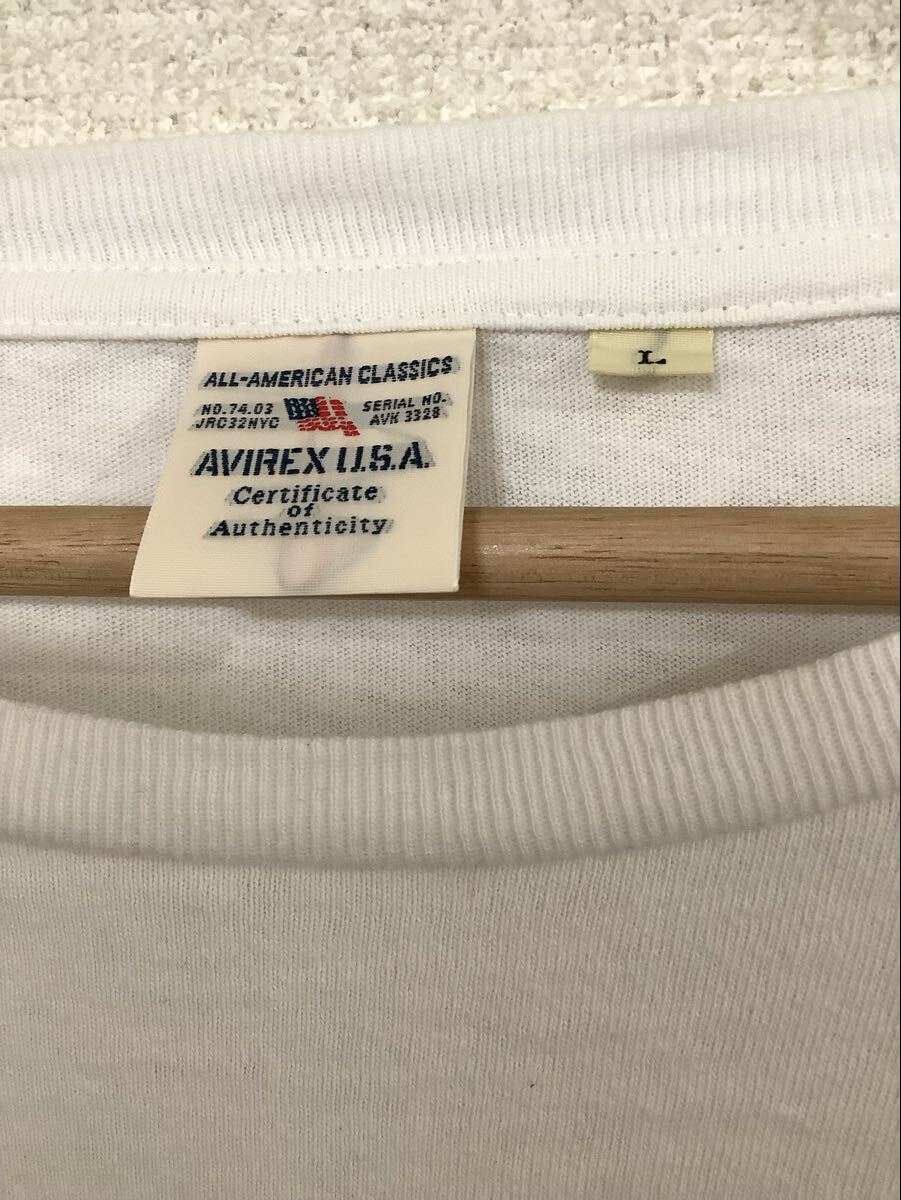 ALL-AMERICAN CLASSICS
NO.74.03
JRC32NYC
SERIAL NO.
AVK 3328
AVIREX U.S.A.
Certificate
of
Authenticity
L